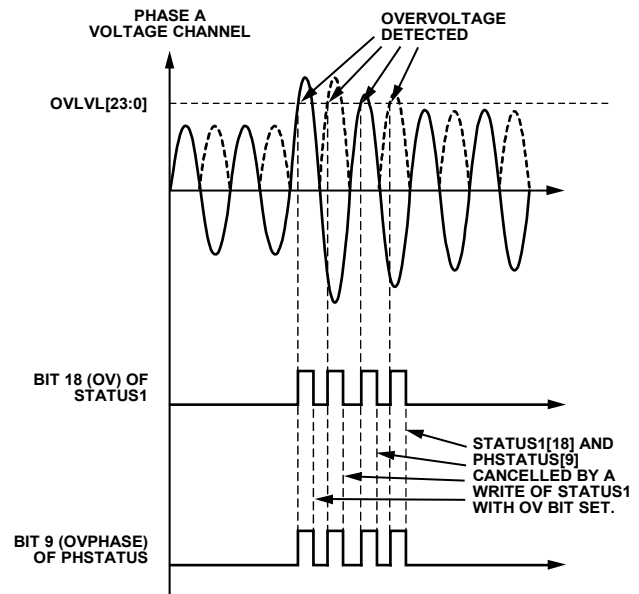 PHASE A
VOLTAGE CHANNEL
OVERVOLTAGE
DETECTED
OVLVL[23:0]
BIT 18 (OV) OF
STATUS1
STATUS1[18] AND
PHSTATUS[9]
CANCELLED BY A
WRITE OF STATUS1
WITH OV BIT SET.
BIT 9 (OVPHASE)
OF PHSTATUS